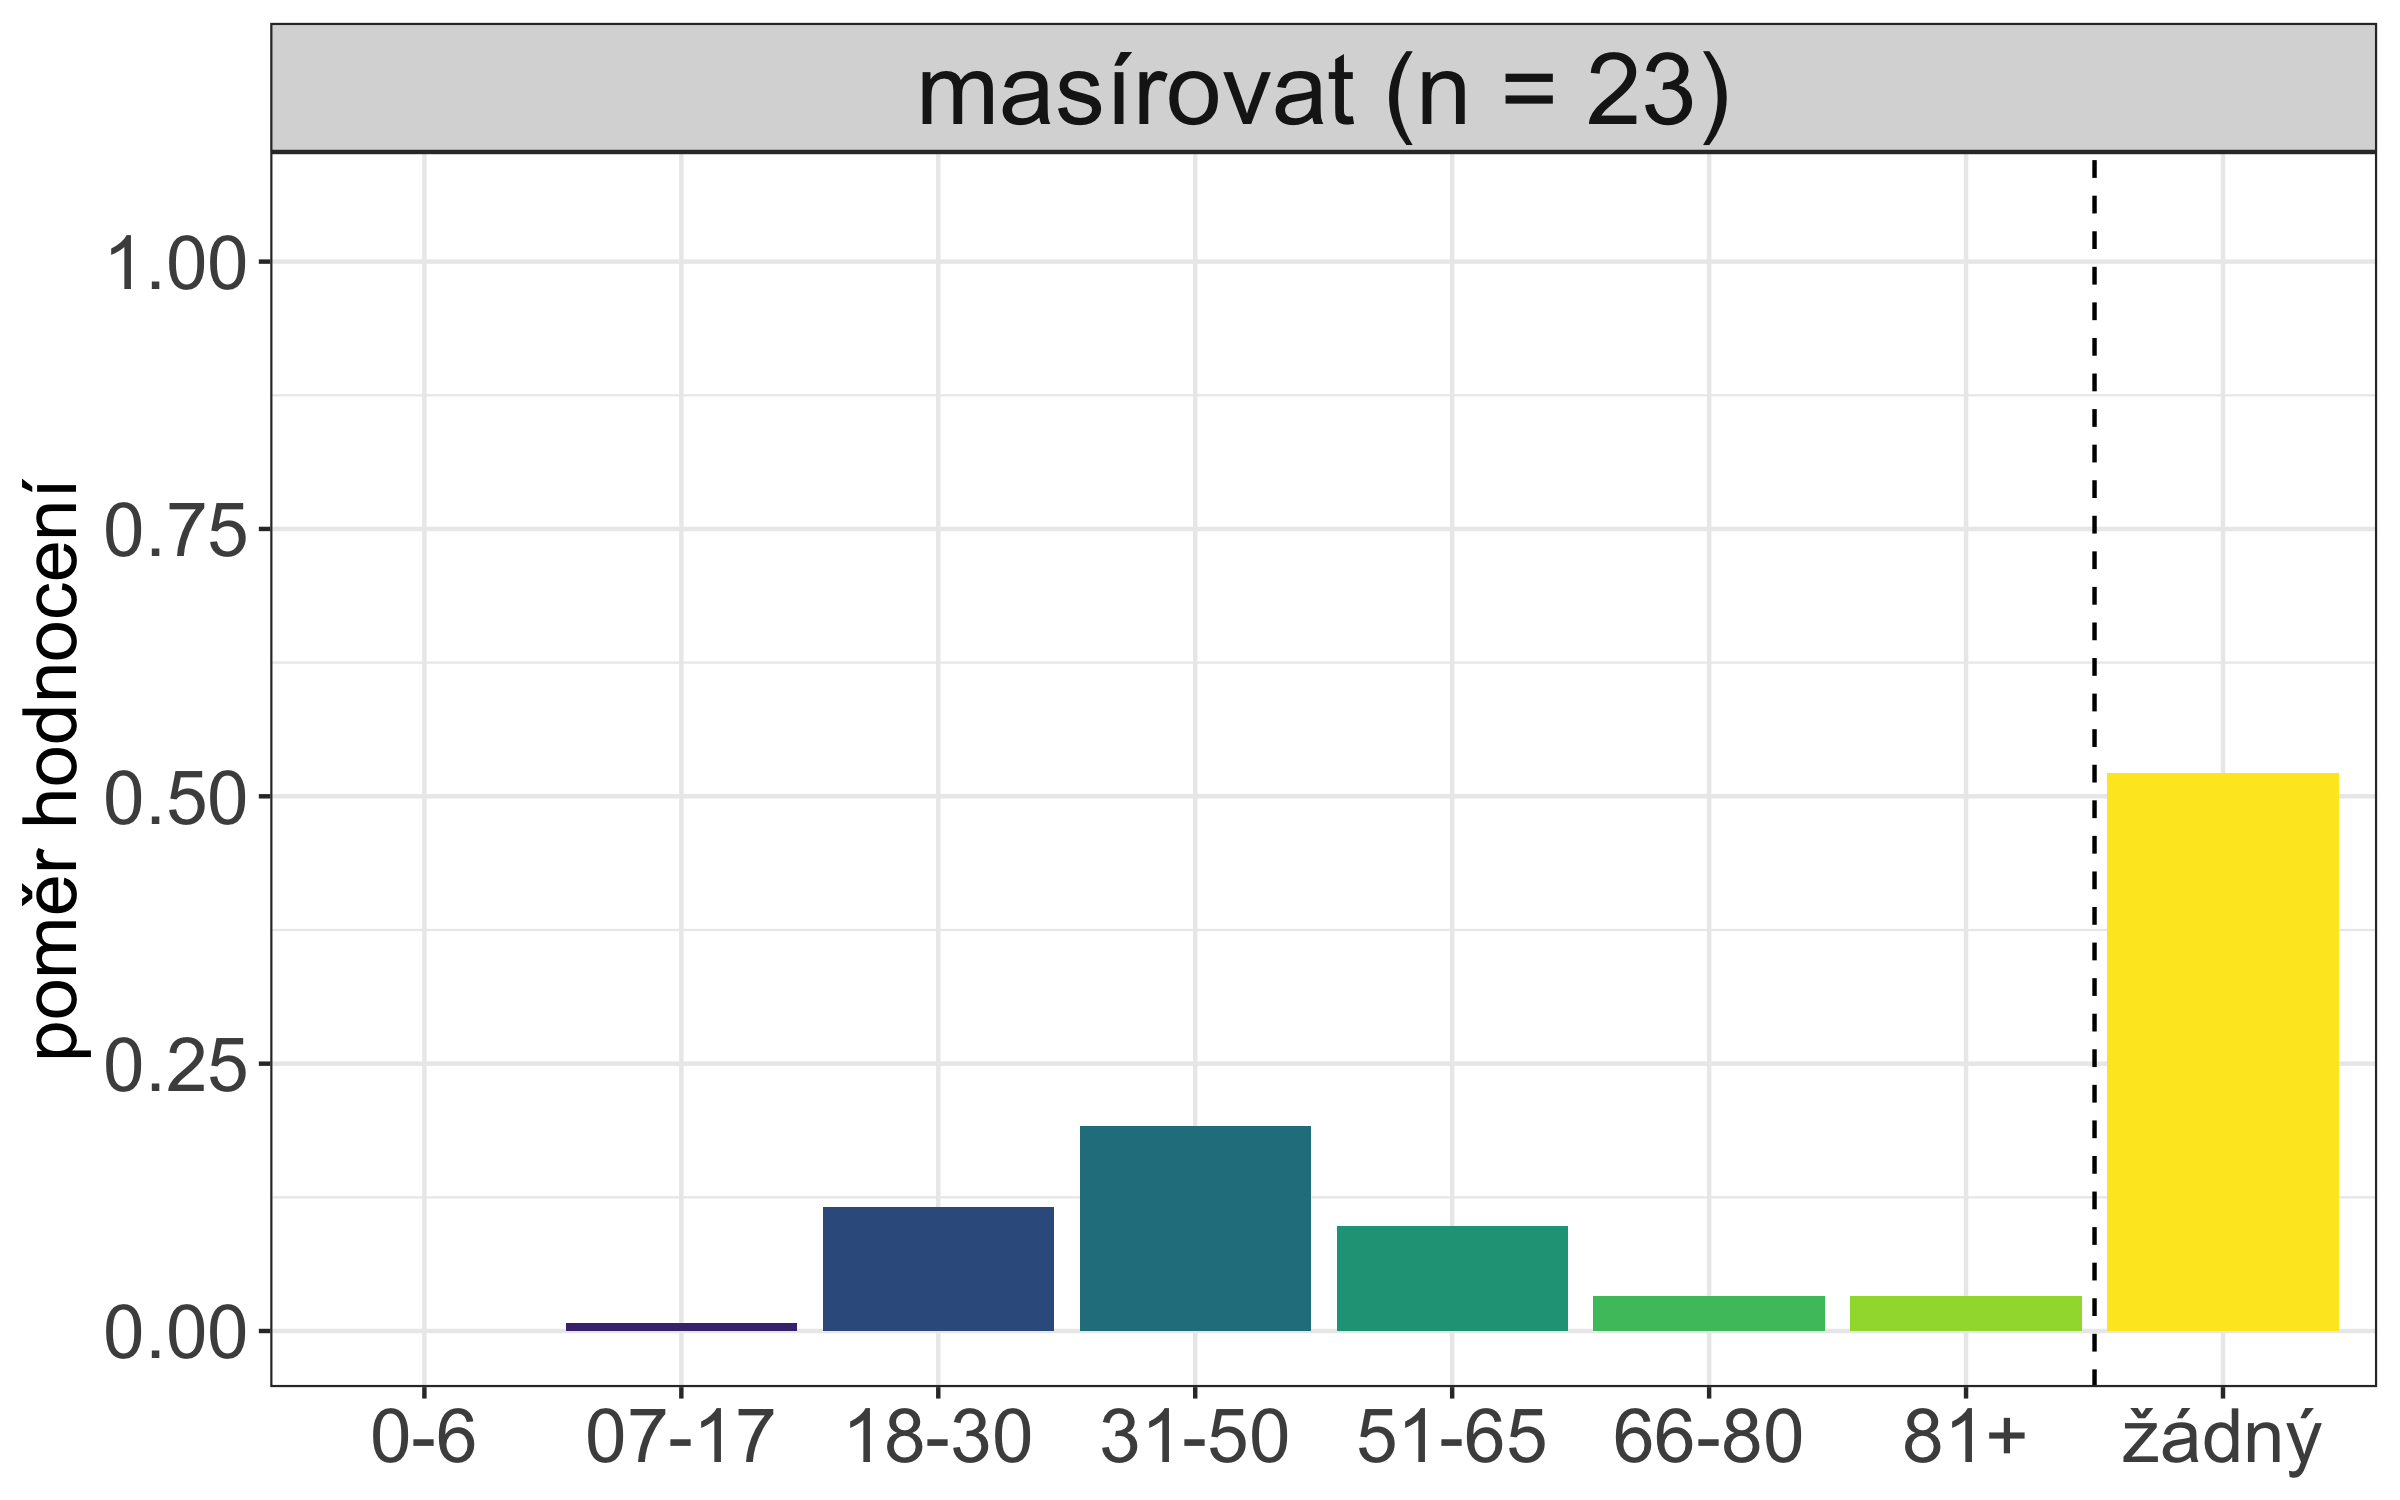 masírovat (n = 23)
poměr hodnocení
1.00
0.75
0.50
0.25
0.00
0-6 07-17 18-30 31-50 51-65 66-80 81+ žádný